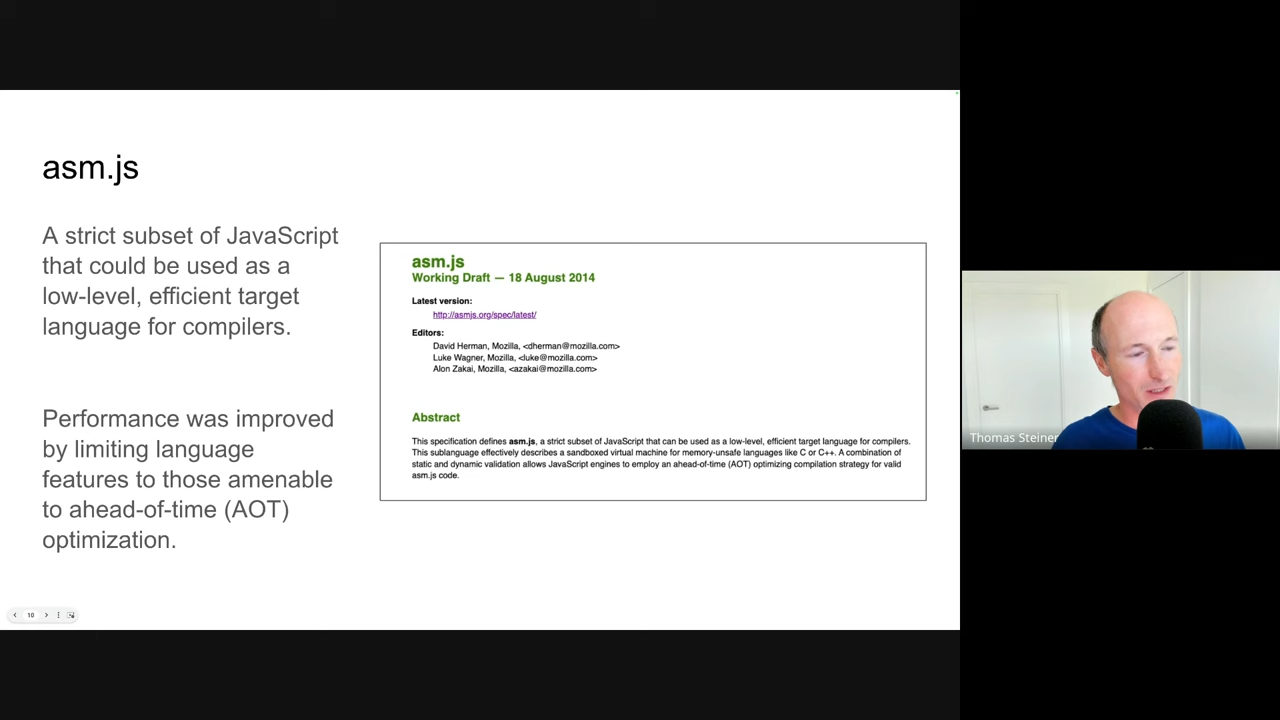 asm.js
A strict subset of JavaScript
that could be used as a
low-level, efficient target
language for compilers.
Performance was improved
by limiting language
features to those amenable
to ahead-of-time (AOT)
optimization.
asm.js
Working Draft — 18 August 2014
Latest version:
http://asmjs.org/spec/latest/
Editors:
David Herman, Mozilla, <dherman@mozilla.com>
Luke Wagner, Mozilla, <luke@mozilla.com>
Alon Zakai, Mozilla, <azakai@mozilla.com>
Abstract
This specification defines asm.js, a strict subset of JavaScript that can be used as a low-level, efficient target language for compilers.
This sublanguage effectively describes a sandboxed virtual machine for memory-unsafe languages like C or C++. A combination of
static and dynamic validation allows JavaScript engines to employ an ahead-of-time (AOT) optimizing compilation strategy for valid
asm.js code.
10
Thomas Steiner